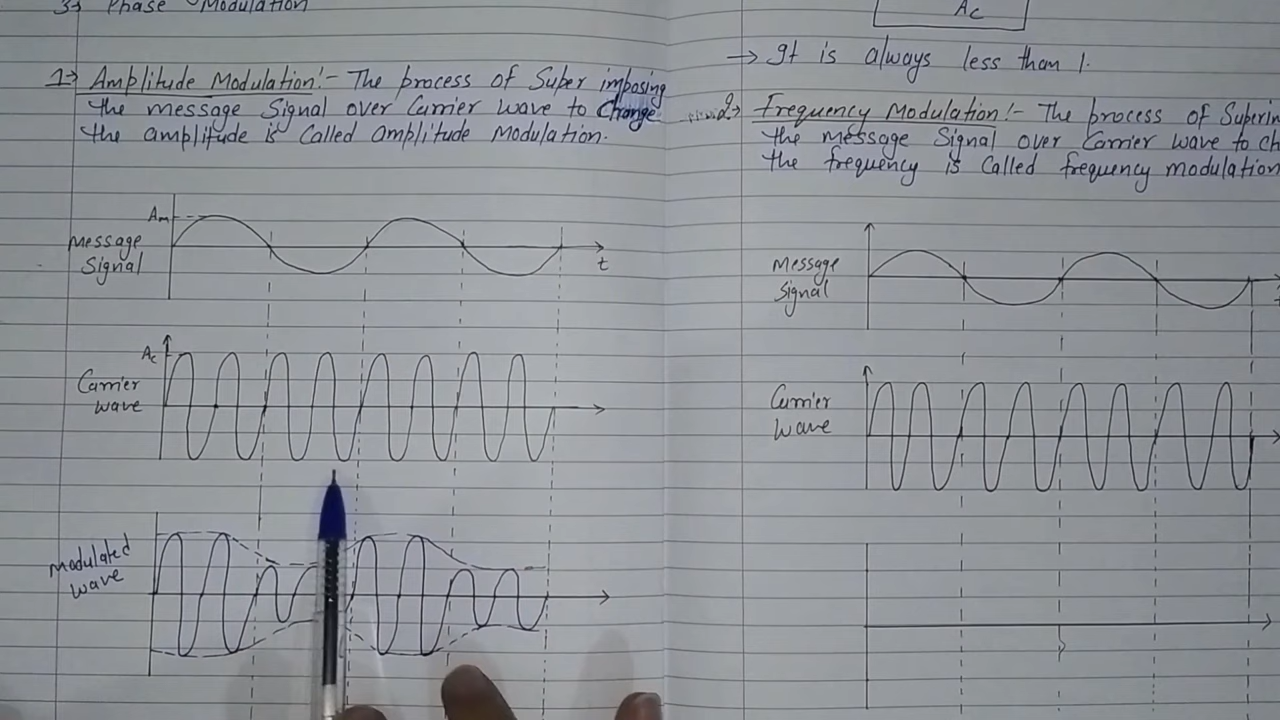 3→ Phase Modulation
1→ Amplitude Modulation:- The process of Super imposing
the message Signal over Carrier wave to Change
the amplitude is Called amplitude Modulation.
Am
Message
Signal
t
Ac
Carrier
wave
Modulated
wave
Ac
→ It is always less than 1.
2→ Frequency Modulation:- The process of Superim
the message Signal over Carrier wave to ch
the frequency is Called frequency modulation
Message
Signal
Carrier
wave